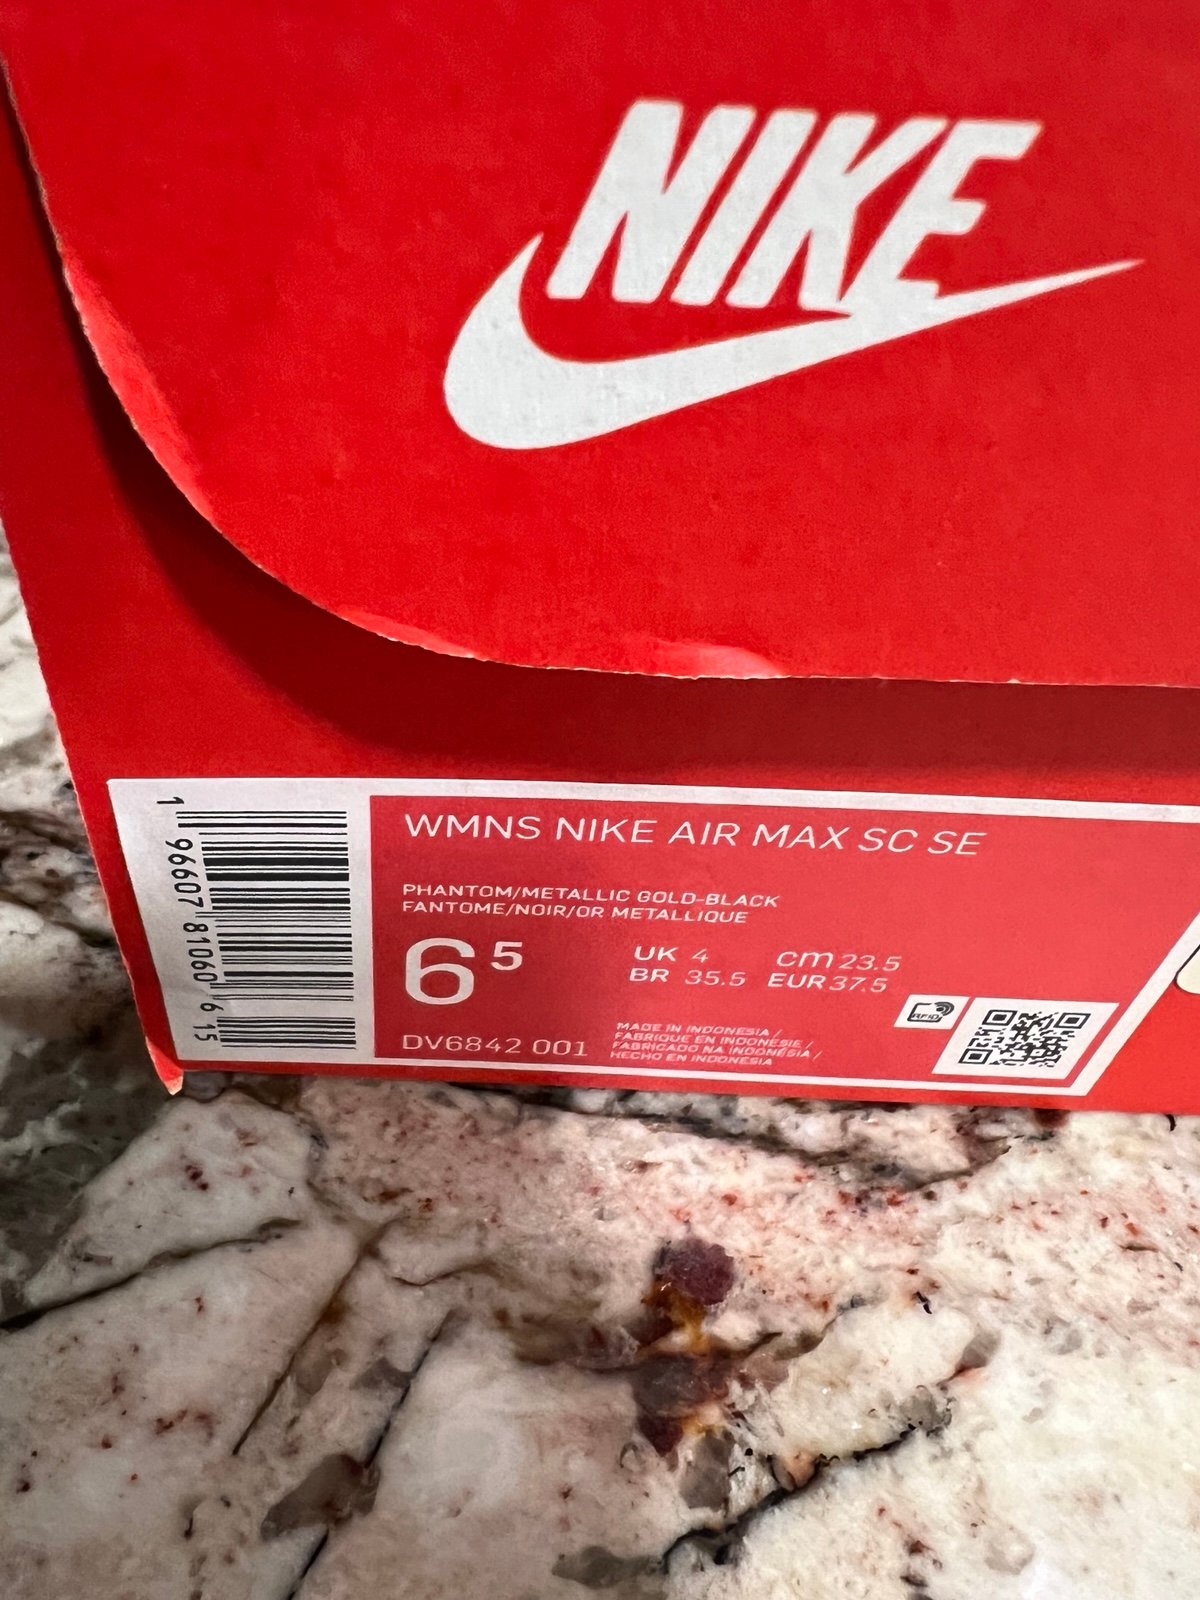 NIKE
WMNS NIKE AIR MAX SC SE
PHANTOM/METALLIC GOLD-BLACK
FANTOME/NOIR/OR METALLIQUE
6 5
UK 4 cm 23.5
BR 35.5 EUR 37.5
DV6842 001
MADE IN INDONESIA /
FABRIQUE EN INDONESIE /
FABRICADO NA INDONÉSIA /
HECHO EN INDONESIA
RFID
1 96607 81060 6 15